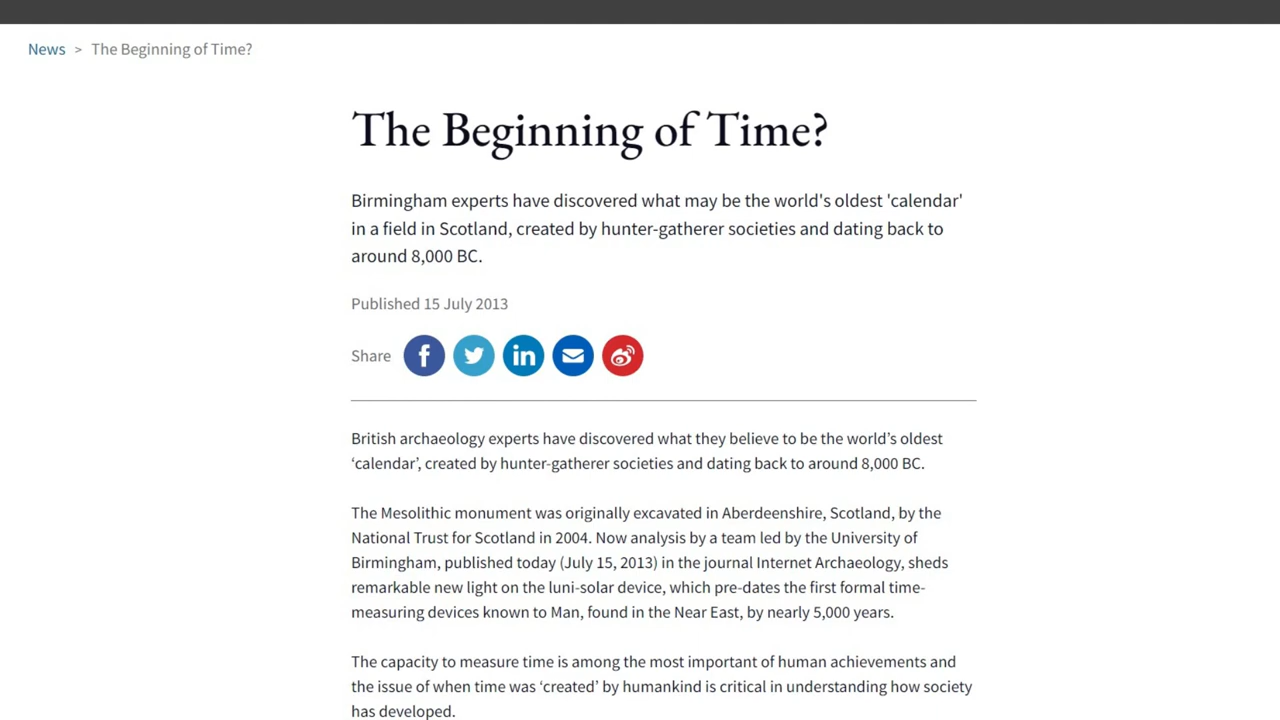 News > The Beginning of Time?
The Beginning of Time?
Birmingham experts have discovered what may be the world's oldest 'calendar'
in a field in Scotland, created by hunter-gatherer societies and dating back to
around 8,000 BC.
Published 15 July 2013
Share
British archaeology experts have discovered what they believe to be the world’s oldest
‘calendar’, created by hunter-gatherer societies and dating back to around 8,000 BC.
The Mesolithic monument was originally excavated in Aberdeenshire, Scotland, by the
National Trust for Scotland in 2004. Now analysis by a team led by the University of
Birmingham, published today (July 15, 2013) in the journal Internet Archaeology, sheds
remarkable new light on the luni-solar device, which pre-dates the first formal time-
measuring devices known to Man, found in the Near East, by nearly 5,000 years.
The capacity to measure time is among the most important of human achievements and
the issue of when time was ‘created’ by humankind is critical in understanding how society
has developed.